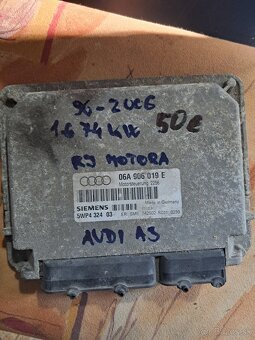 96-2006
1.6 74 kW 50€
RJ MOTORA
06A 906 019 E
Motorsteuerung 2256
Made in Germany
SIEMENS
5WP4 324 03
AUDI A3